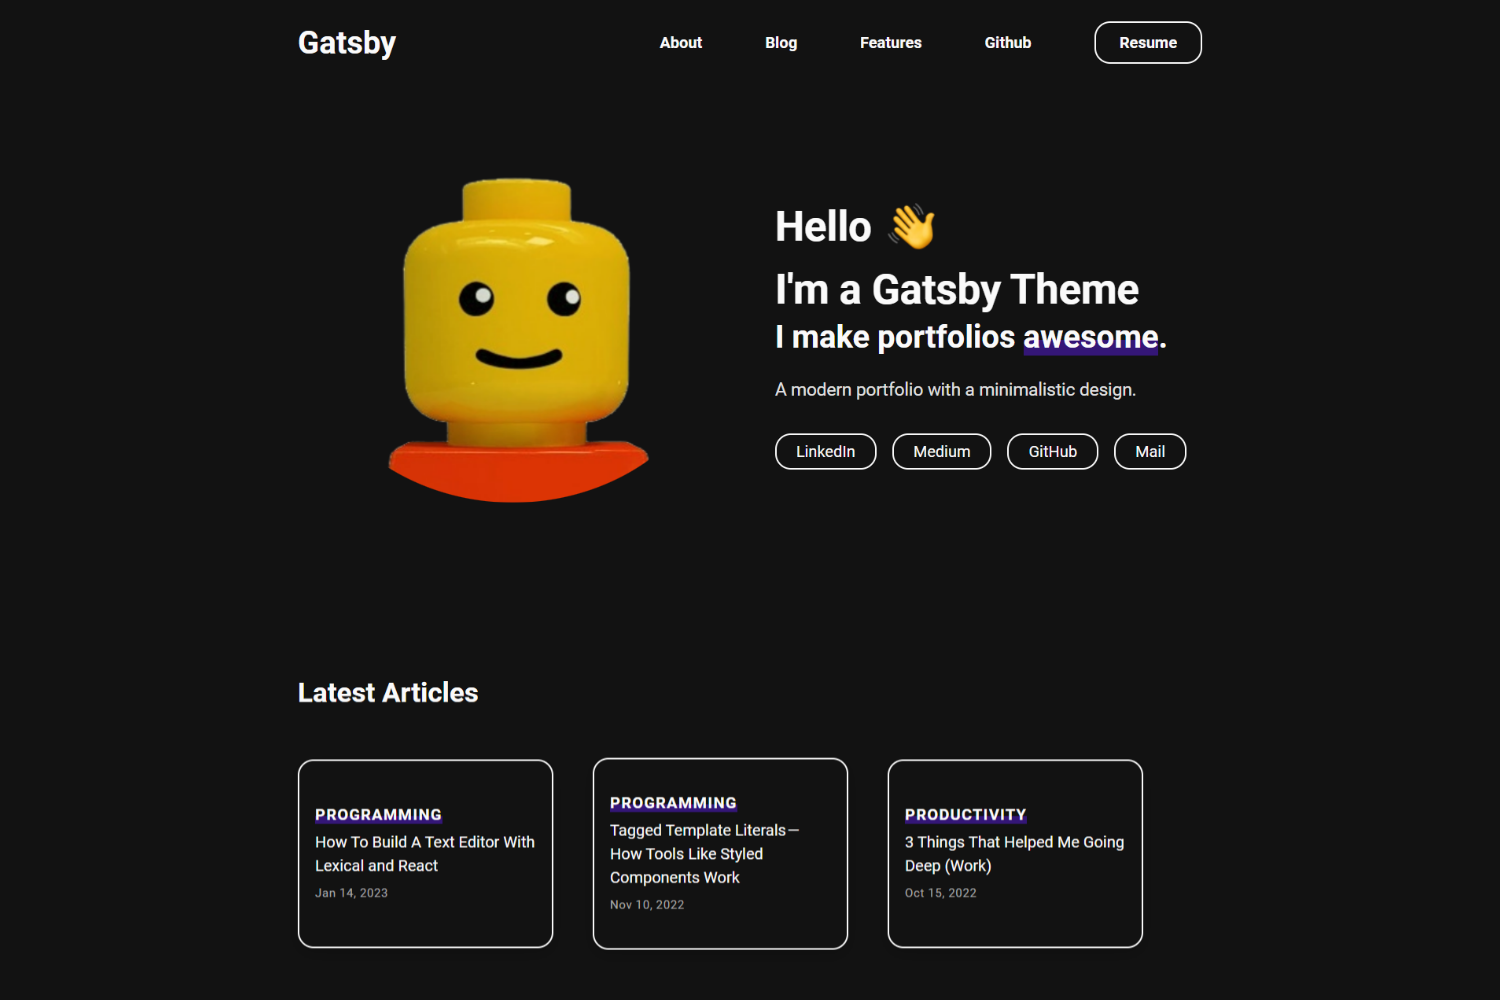 Gatsby
About
Blog
Features
Github
Resume
Hello 👋
I'm a Gatsby Theme
I make portfolios awesome.
A modern portfolio with a minimalistic design.
LinkedIn
Medium
GitHub
Mail
Latest Articles
PROGRAMMING
How To Build A Text Editor With
Lexical and React
Jan 14, 2023
PROGRAMMING
Tagged Template Literals —
How Tools Like Styled
Components Work
Nov 10, 2022
PRODUCTIVITY
3 Things That Helped Me Going
Deep (Work)
Oct 15, 2022